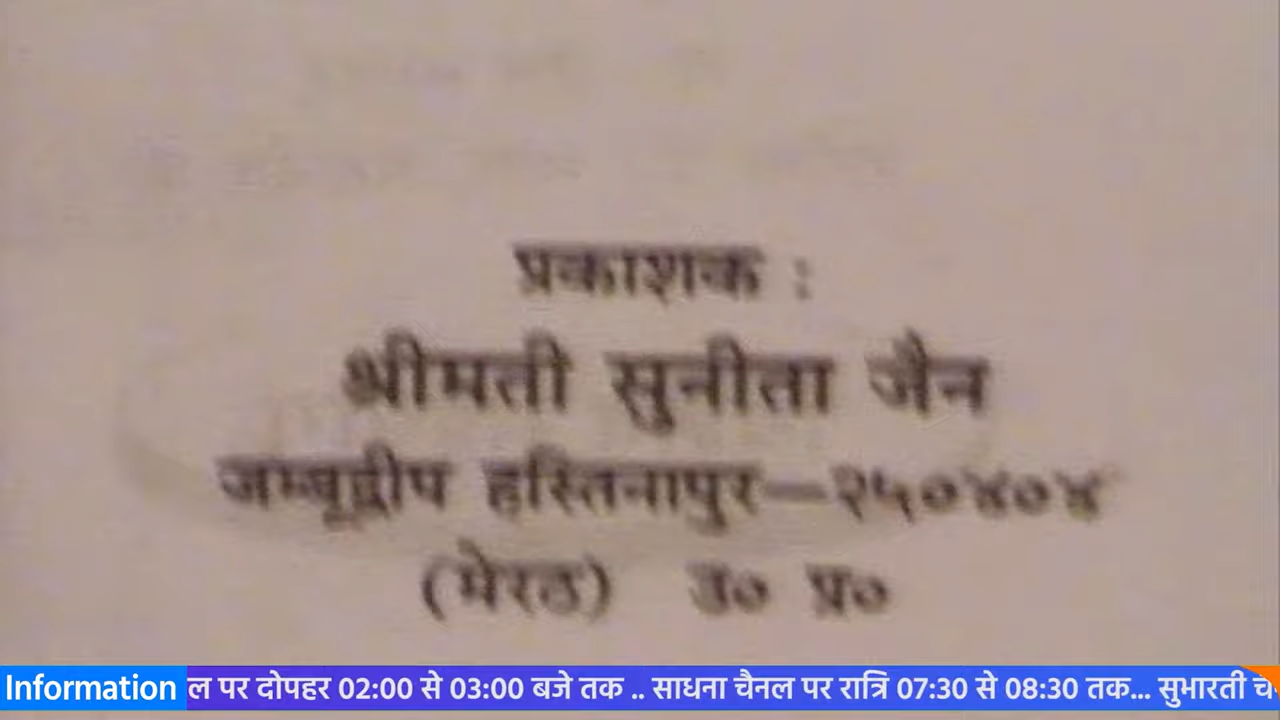 प्रकाशक :
श्रीमती सुनीता जैन
जम्बूद्वीप हस्तिनापुर—२५०४०४
(मेरठ) उ० प्र०
Information ल पर दोपहर 02:00 से 03:00 बजे तक .. साधना चैनल पर रात्रि 07:30 से 08:30 तक... सुभारती